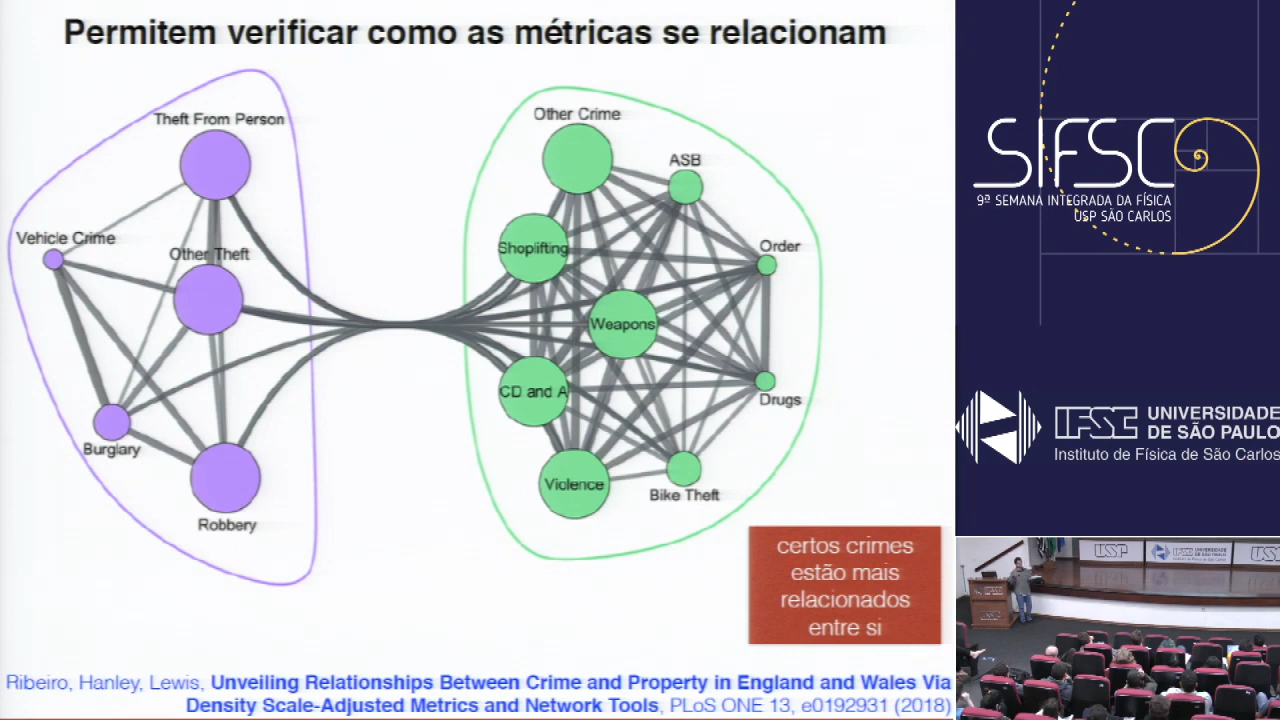 Permitem verificar como as métricas se relacionam
Theft From Person
Vehicle Crime
Other Theft
Burglary
Robbery
Other Crime
ASB
Shoplifting
Order
Weapons
CD and A
Drugs
Violence
Bike Theft
certos crimes
estão mais
relacionados
entre si
Ribeiro, Hanley, Lewis, Unveiling Relationships Between Crime and Property in England and Wales Via
Density Scale-Adjusted Metrics and Network Tools, PLoS ONE 13, e0192931 (2018)
SIFSC
9ª SEMANA INTEGRADA DA FÍSICA
USP SÃO CARLOS
IFSC UNIVERSIDADE
DE SÃO PAULO
Instituto de Física de São Carlos
USP
USP